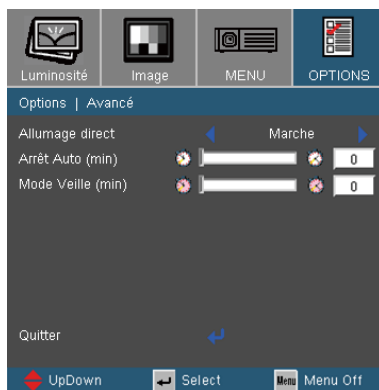 Luminosité Image MENU OPTIONS
Options | Avancé
Allumage direct Marche
Arrêt Auto (min) 0
Mode Veille (min) 0
Quitter
UpDown Select Menu Menu Off